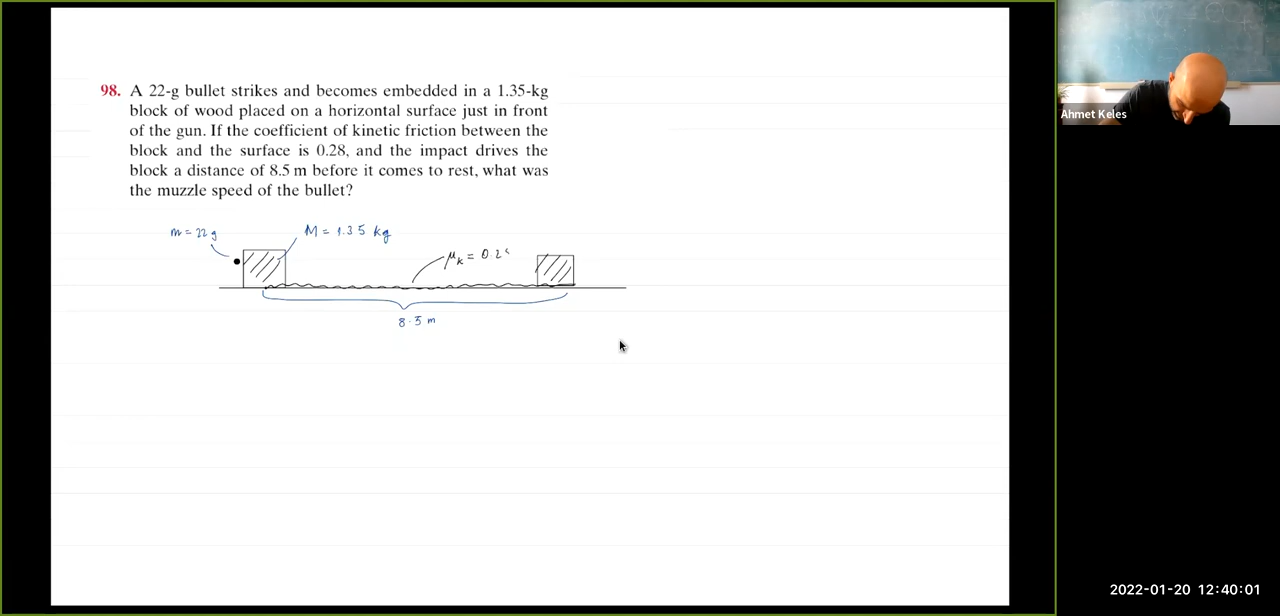 98. A 22-g bullet strikes and becomes embedded in a 1.35-kg
block of wood placed on a horizontal surface just in front
of the gun. If the coefficient of kinetic friction between the
block and the surface is 0.28, and the impact drives the
block a distance of 8.5 m before it comes to rest, what was
the muzzle speed of the bullet?
m = 22 g
M = 1.35 kg
μk = 0.2
8.5 m
Ahmet Keles
2022-01-20 12:40:01